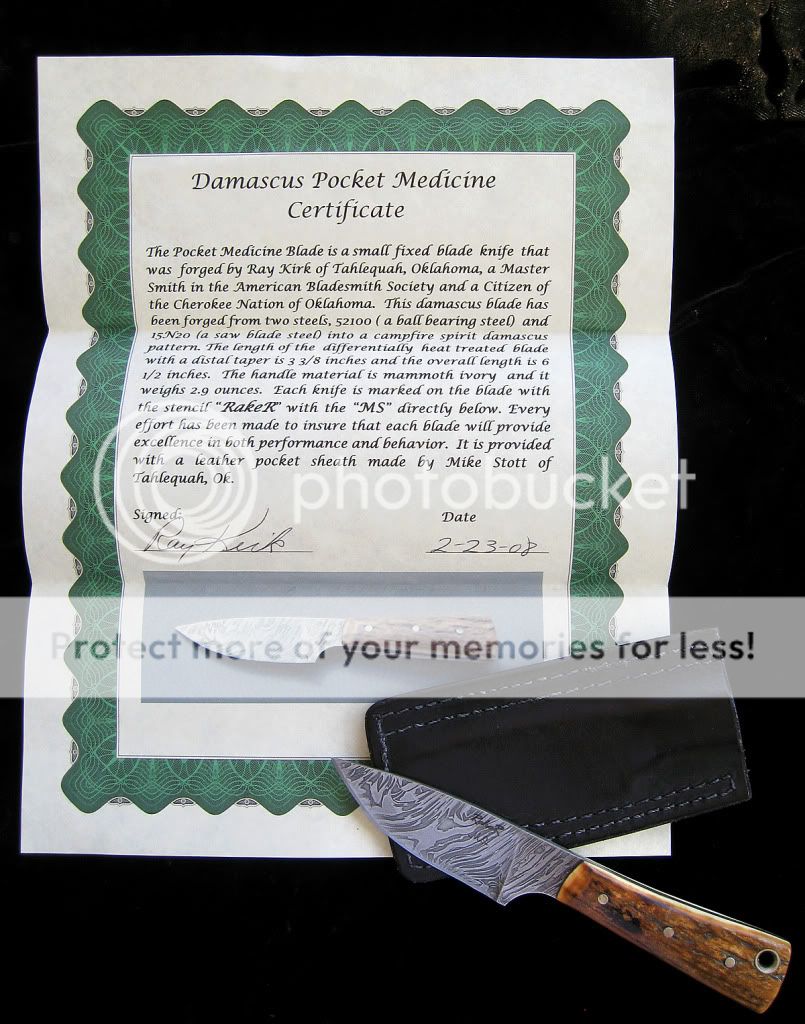 Damascus Pocket Medicine
Certificate
The Pocket Medicine Blade is a small fixed blade knife that
was forged by Ray Kirk of Tahlequah, Oklahoma, a Master
Smith in the American Bladesmith Society and a Citizen of
the Cherokee Nation of Oklahoma. This damascus blade has
been forged from two steels, 52100 ( a ball bearing steel) and
15N20 (a saw blade steel) into a campfire spirit damascus
pattern. The length of the differentially heat treated blade
with a distal taper is 3 3/8 inches and the overall length is 6
1/2 inches. The handle material is mammoth ivory and it
weighs 2.9 ounces. Each knife is marked on the blade with
the stencil "RakeR" with the "MS" directly below. Every
effort has been made to insure that each blade will provide
excellence in both performance and behavior. It is provided
with a leather pocket sheath made by Mike Stott of
Tahlequah, Ok.
photobucket
Signed: Date
Ray Kirk 2-23-08
Protect more of your memories for less!